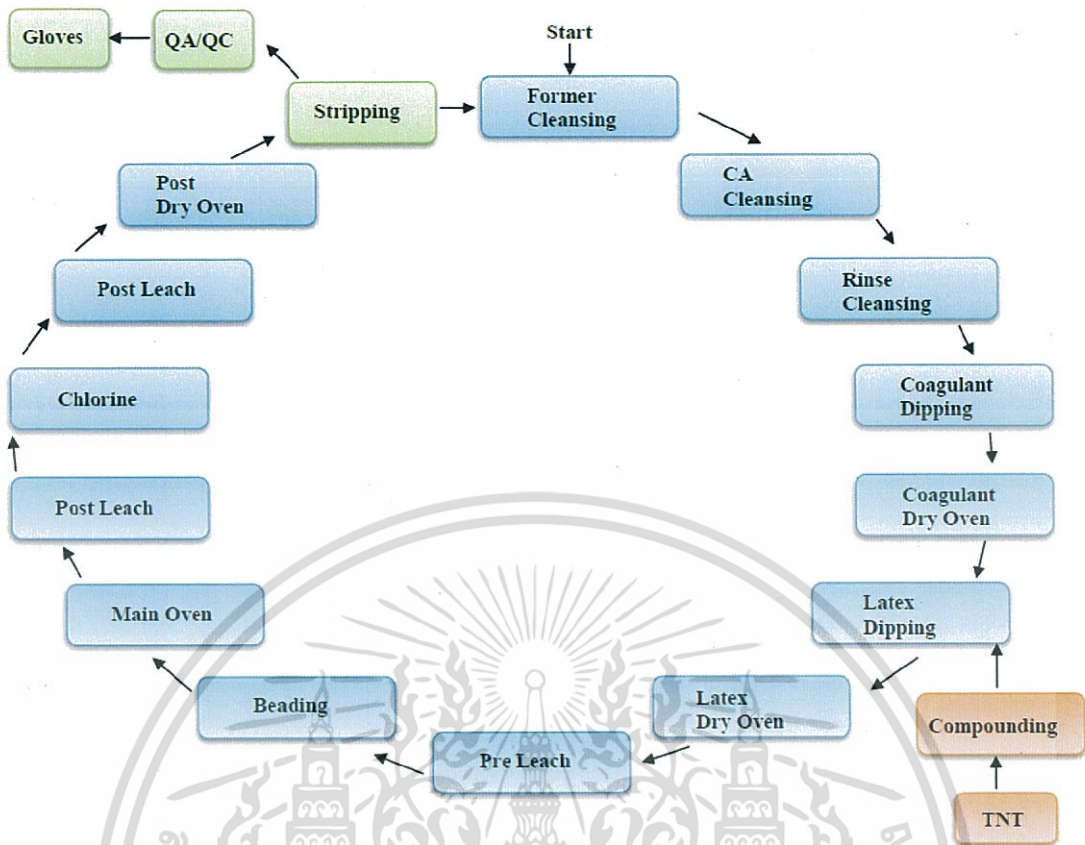 Start
Former
Cleansing
CA
Cleansing
Rinse
Cleansing
Coagulant
Dipping
Coagulant
Dry Oven
Latex
Dipping
Compounding
TNT
Latex
Dry Oven
Pre Leach
Beading
Main Oven
Post Leach
Chlorine
Post Leach
Post
Dry Oven
Stripping
QA/QC
Gloves